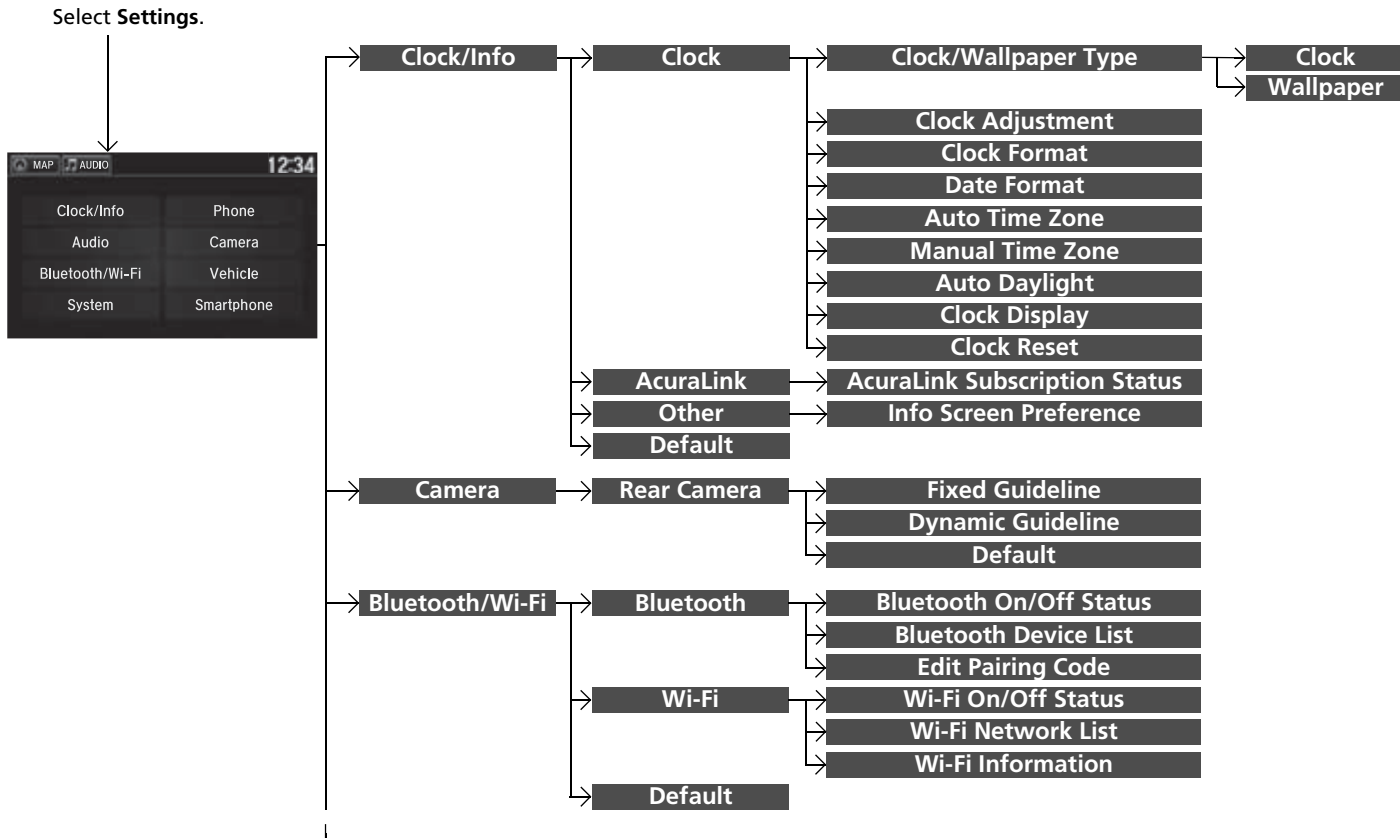 Select Settings.
MAP AUDIO 12:34
Clock/Info Phone
Audio Camera
Bluetooth/Wi-Fi Vehicle
System Smartphone
Clock/Info Clock Clock/Wallpaper Type Clock
Wallpaper
Clock Adjustment
Clock Format
Date Format
Auto Time Zone
Manual Time Zone
Auto Daylight
Clock Display
Clock Reset
AcuraLink AcuraLink Subscription Status
Other Info Screen Preference
Default
Camera Rear Camera Fixed Guideline
Dynamic Guideline
Default
Bluetooth/Wi-Fi Bluetooth Bluetooth On/Off Status
Bluetooth Device List
Edit Pairing Code
Wi-Fi Wi-Fi On/Off Status
Wi-Fi Network List
Wi-Fi Information
Default